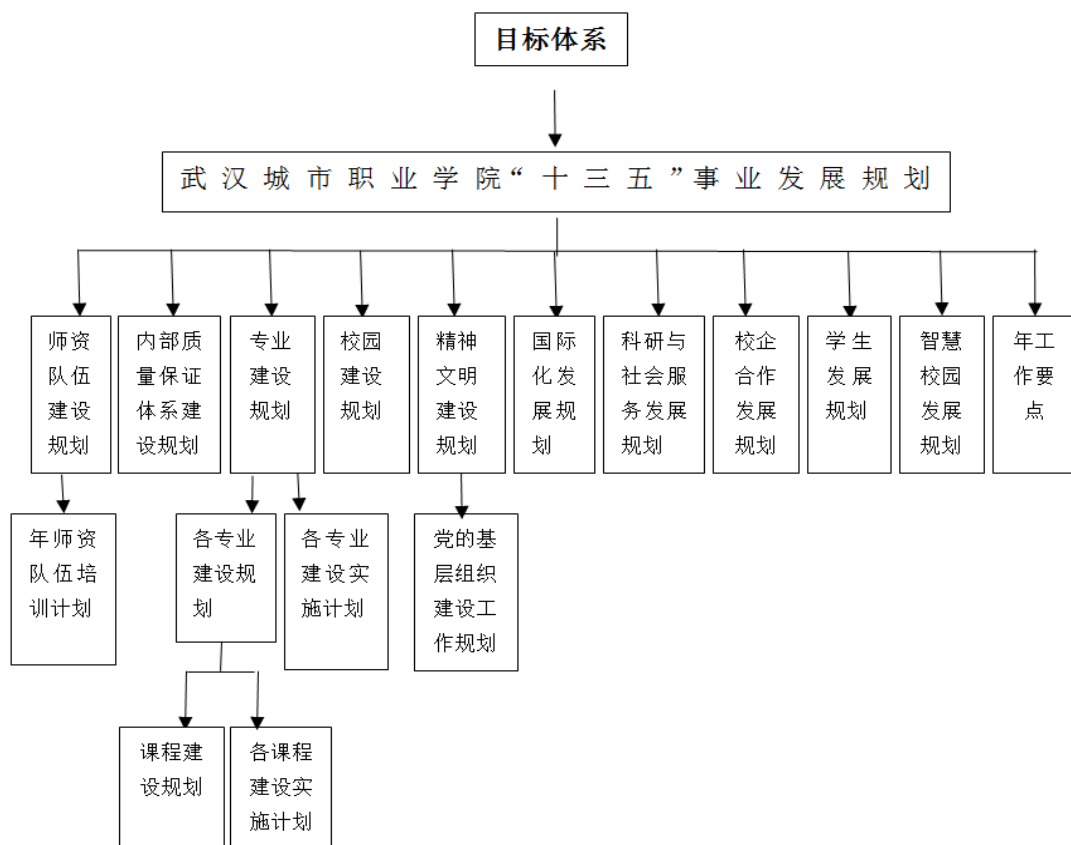 目标体系
武汉城市职业学院“十三五”事业发展规划
师资
队伍
建设
规划
内部质
量保证
体系建
设规划
专业
建设
规划
校园
建设
规划
精神
文明
建设
规划
国际
化发
展规
划
科研与
社会服
务发展
规划
校企
合作
发展
规划
学生
发展
规划
智慧
校园
发展
规划
年工
作要
点
年师资
队伍培
训计划
各专业
建设规
划
各专业
建设实
施计划
党的基
层组织
建设工
作规划
课程建
设规划
各课程
建设实
施计划